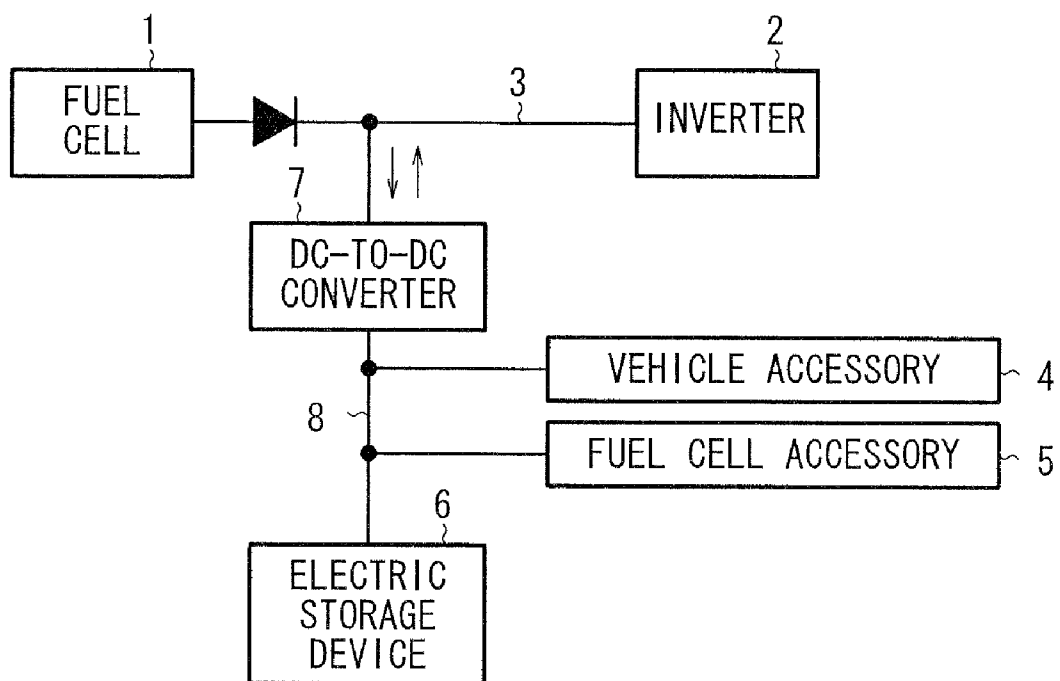 1
2
3
FUEL
CELL
INVERTER
7
DC-TO-DC
CONVERTER
VEHICLE ACCESSORY
4
8
FUEL CELL ACCESSORY
5
6
ELECTRIC
STORAGE
DEVICE